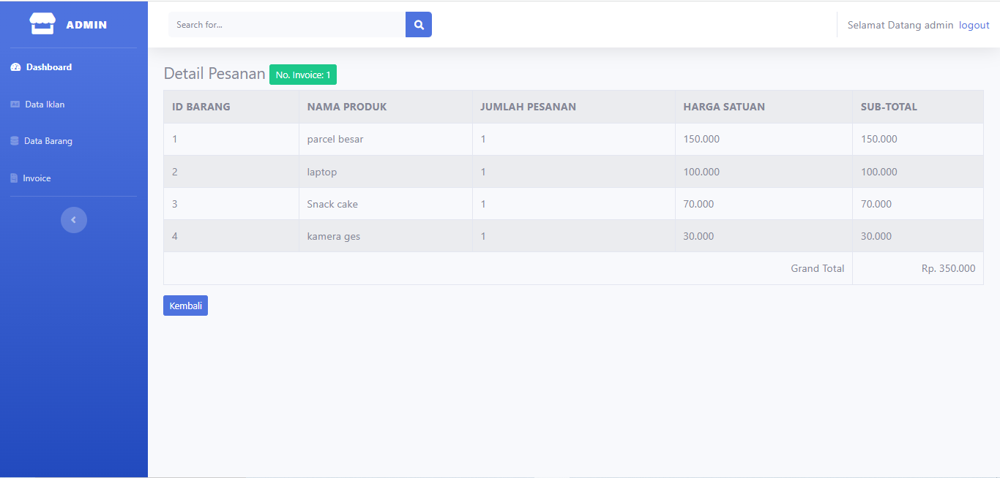 ADMIN
Search for...
Selamat Datang admin logout
Dashboard
Data Iklan
Data Barang
Invoice
Detail Pesanan No. Invoice: 1
ID BARANG NAMA PRODUK JUMLAH PESANAN HARGA SATUAN SUB-TOTAL
1 parcel besar 1 150.000 150.000
2 laptop 1 100.000 100.000
3 Snack cake 1 70.000 70.000
4 kamera ges 1 30.000 30.000
Grand Total Rp. 350.000
Kembali